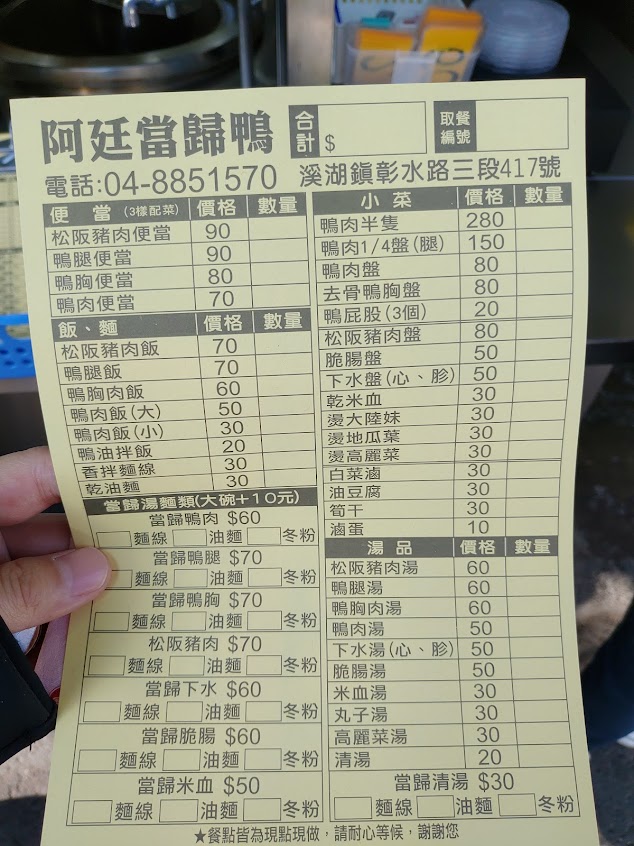 阿廷當歸鴨 合計 $ 取餐編號
電話:04-8851570 溪湖鎮彰水路三段417號
便 當 (3樣配菜) 價格 數量
松阪豬肉便當 90
鴨腿便當 90
鴨胸便當 80
鴨肉便當 70
飯、麵 價格 數量
松阪豬肉飯 70
鴨腿飯 70
鴨胸肉飯 60
鴨肉飯(大) 50
鴨肉飯(小) 30
鴨油拌飯 20
香拌麵線 30
乾油麵 30
當歸湯麵類(大碗+10元)
當歸鴨肉 $60
麵線 油麵 冬粉
當歸鴨腿 $70
麵線 油麵 冬粉
當歸鴨胸 $70
麵線 油麵 冬粉
松阪豬肉 $70
麵線 油麵 冬粉
當歸下水 $60
麵線 油麵 冬粉
當歸脆腸 $60
麵線 油麵 冬粉
當歸米血 $50
麵線 油麵 冬粉
小 菜 價格 數量
鴨肉半隻 280
鴨肉1/4盤(腿) 150
鴨肉盤 80
去骨鴨胸盤 80
鴨屁股(3個) 20
松阪豬肉盤 80
脆腸盤 50
下水盤(心、胗) 50
乾米血 30
燙大陸妹 30
燙地瓜葉 30
燙高麗菜 30
白菜滷 30
油豆腐 30
筍干 30
滷蛋 10
湯 品 價格 數量
松阪豬肉湯 60
鴨腿湯 60
鴨胸肉湯 60
鴨肉湯 50
下水湯(心、胗) 50
脆腸湯 50
米血湯 30
丸子湯 30
高麗菜湯 30
清湯 20
當歸清湯 $30
麵線 油麵 冬粉
★餐點皆為現點現做，請耐心等候，謝謝您